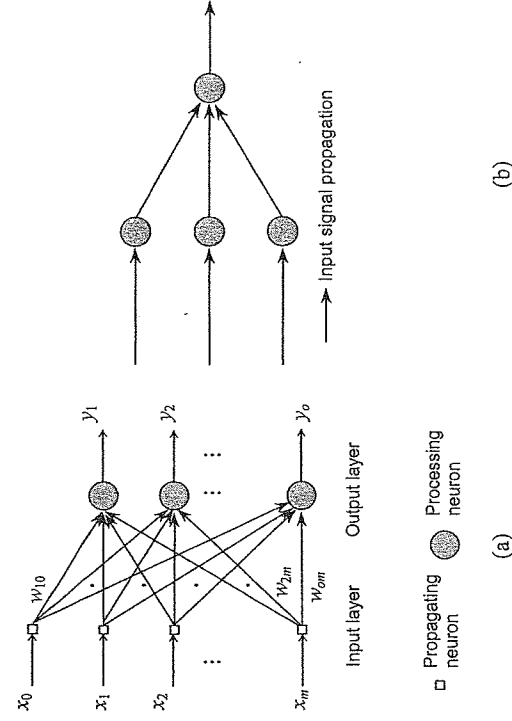 x₀
w₁₀
x₁
y₁
x₂
y₂
...
... ...
w₂ₘ
xₘ
wₒₘ
yₒ
Input layer
Output layer
Propagating
neuron
Processing
neuron
(a)
Input signal propagation
(b)